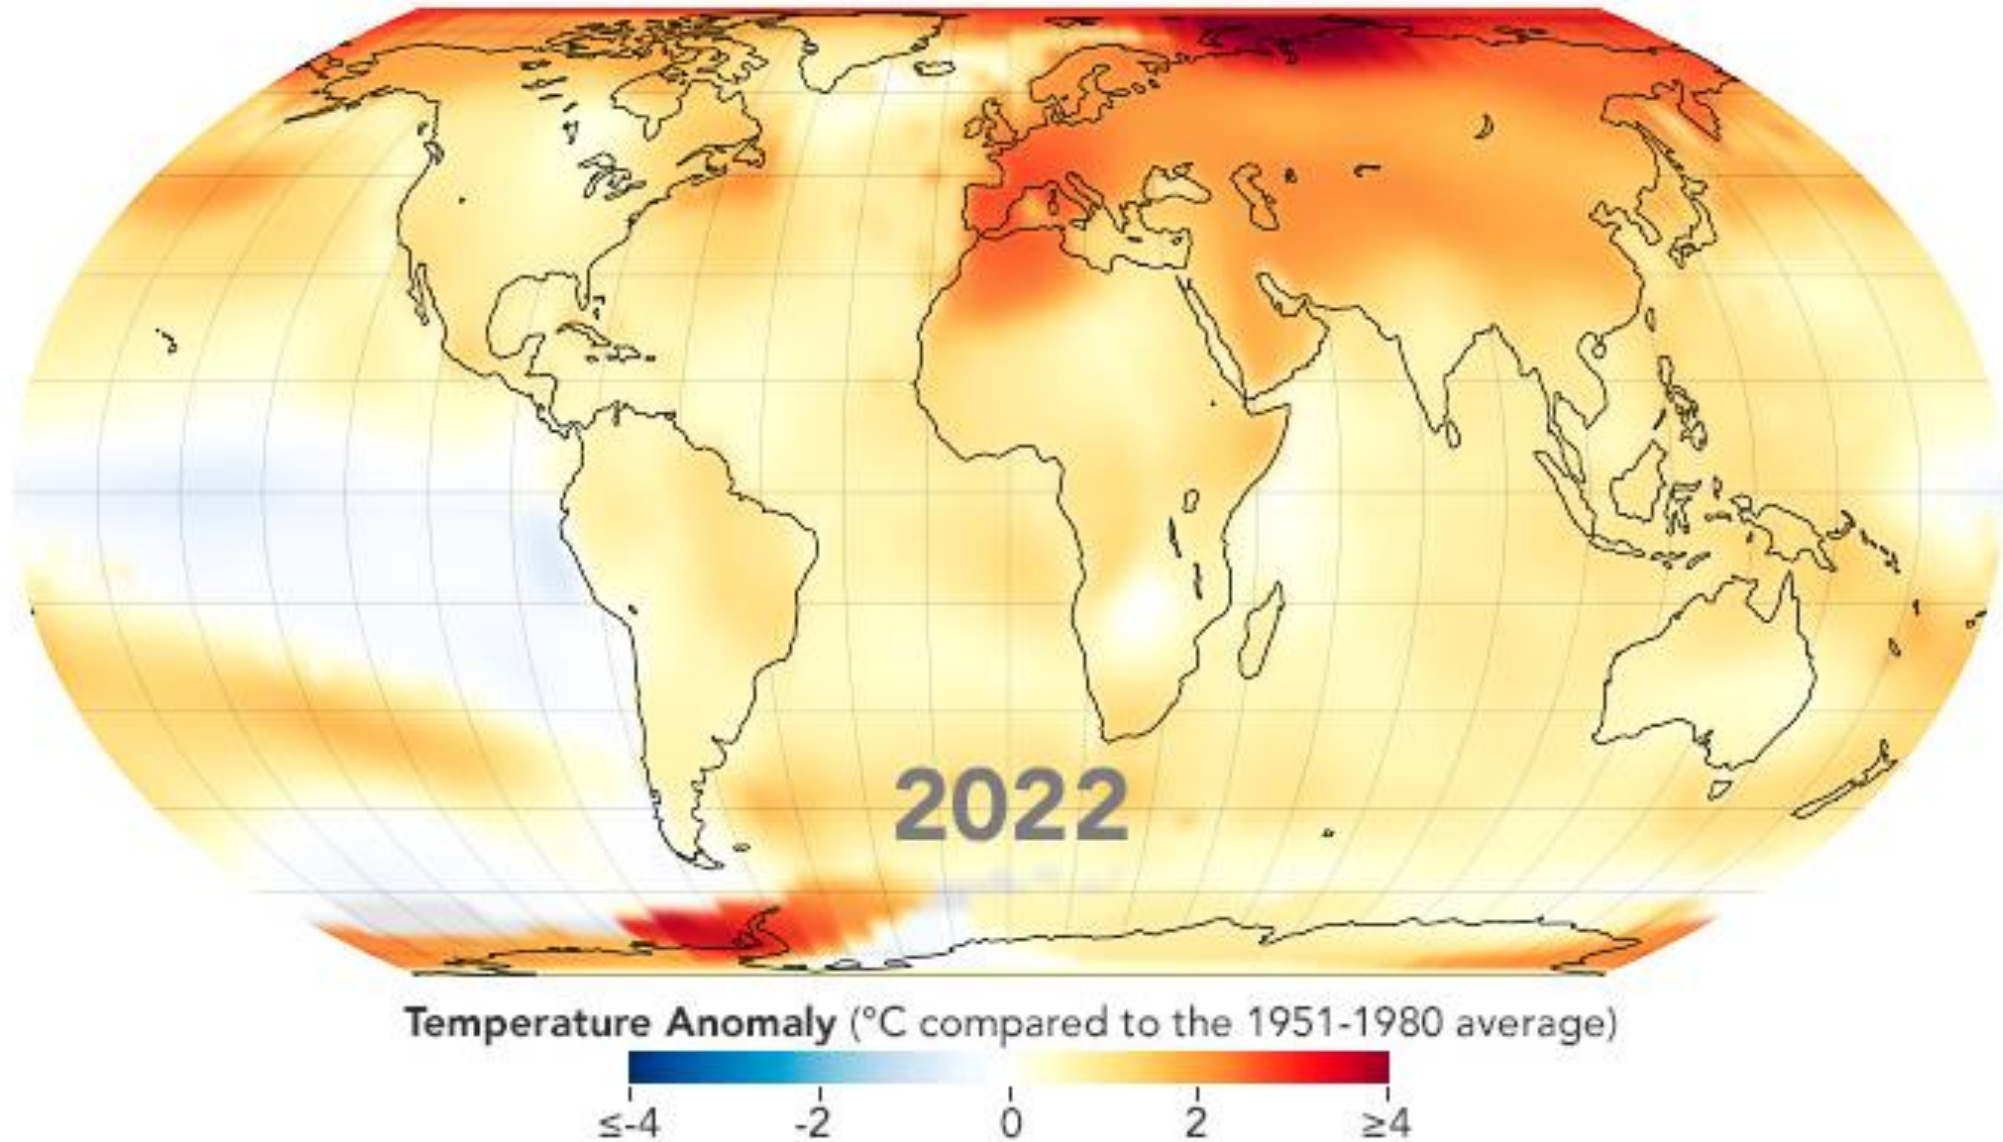 2022
Temperature Anomaly (°C compared to the 1951-1980 average)
≤-4 -2 0 2 ≥4